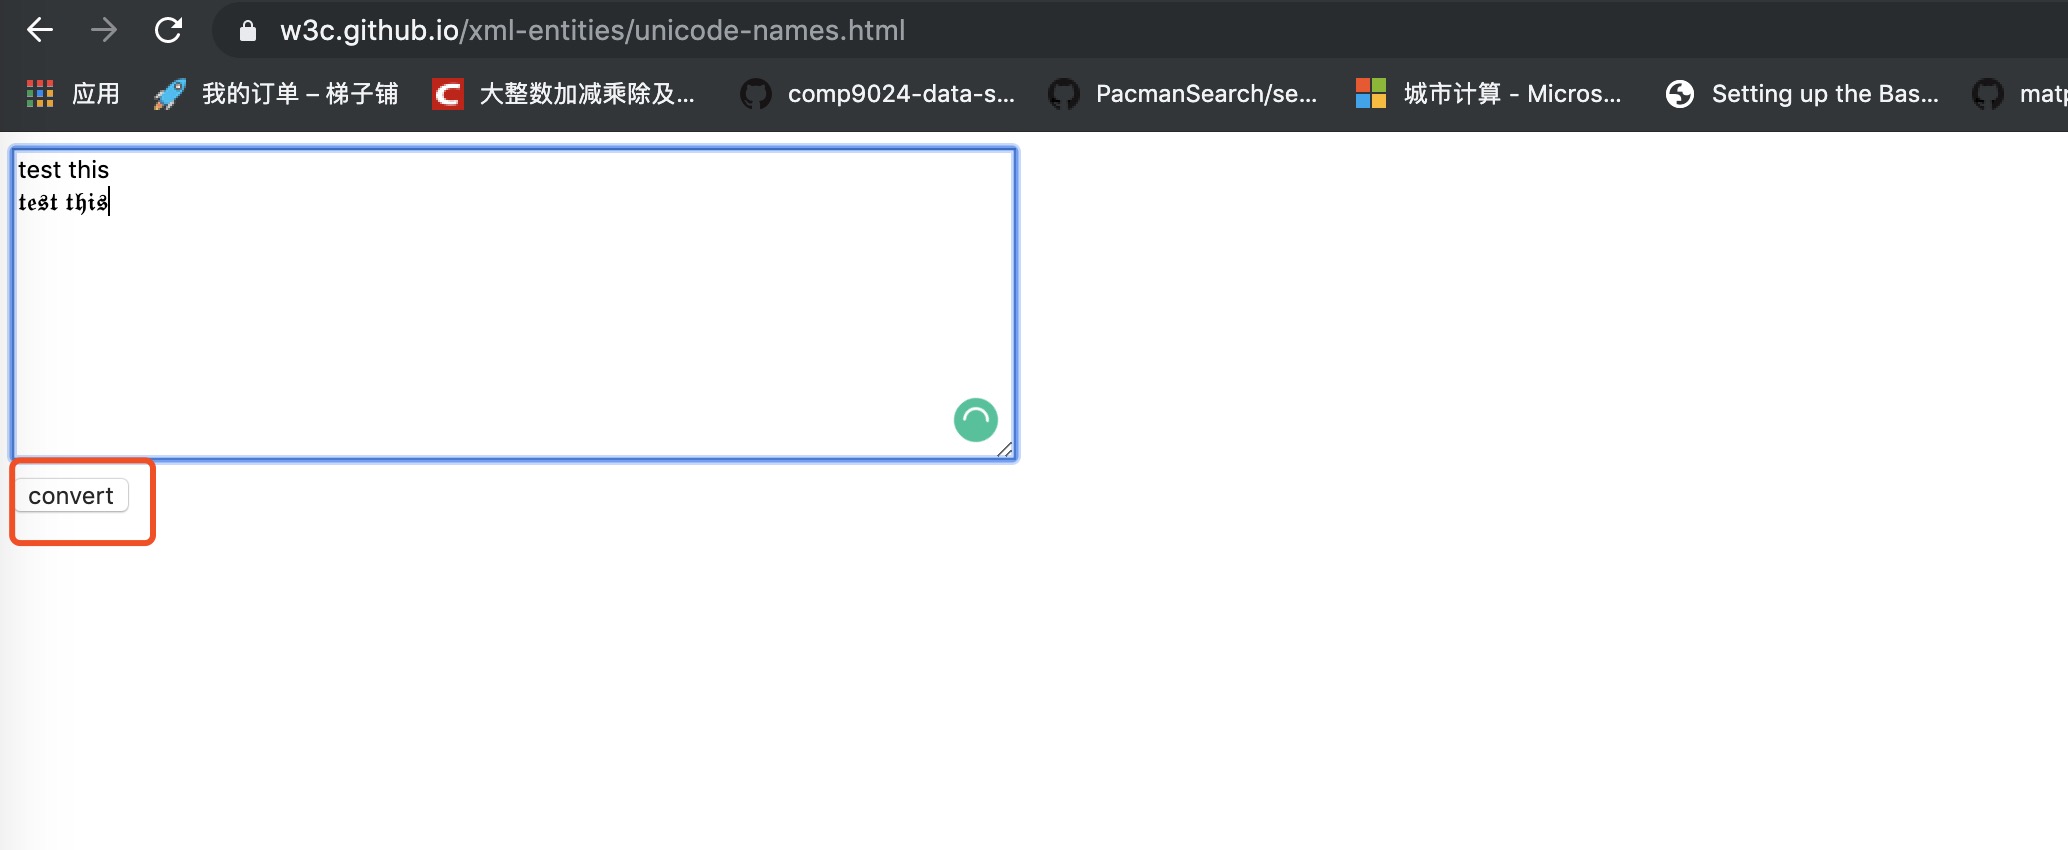 w3c.github.io/xml-entities/unicode-names.html
应用 我的订单 – 梯子铺 大整数加减乘除及... comp9024-data-s... PacmanSearch/se... 城市计算 - Micros... Setting up the Bas... matp
test this
𝖙𝖊𝖘𝖙 𝖙𝖍𝖎𝖘
convert